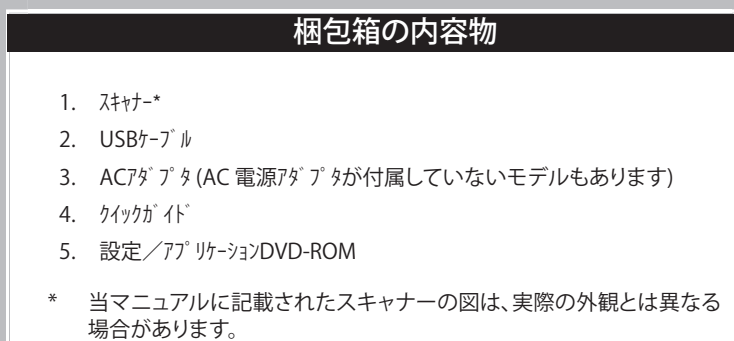 梱包箱の内容物
1. ｽｷｬﾅｰ*
2. USBｹｰﾌﾞﾙ
3. ACｱﾀﾞﾌﾟﾀ (AC 電源ｱﾀﾞﾌﾟﾀが付属していないモデルもあります)
4. ｸｲｯｸｶﾞｲﾄﾞ
5. 設定／ｱﾌﾟﾘｹｰｼｮﾝDVD-ROM
* 当マニュアルに記載されたスキャナーの図は、実際の外観とは異なる
場合があります。